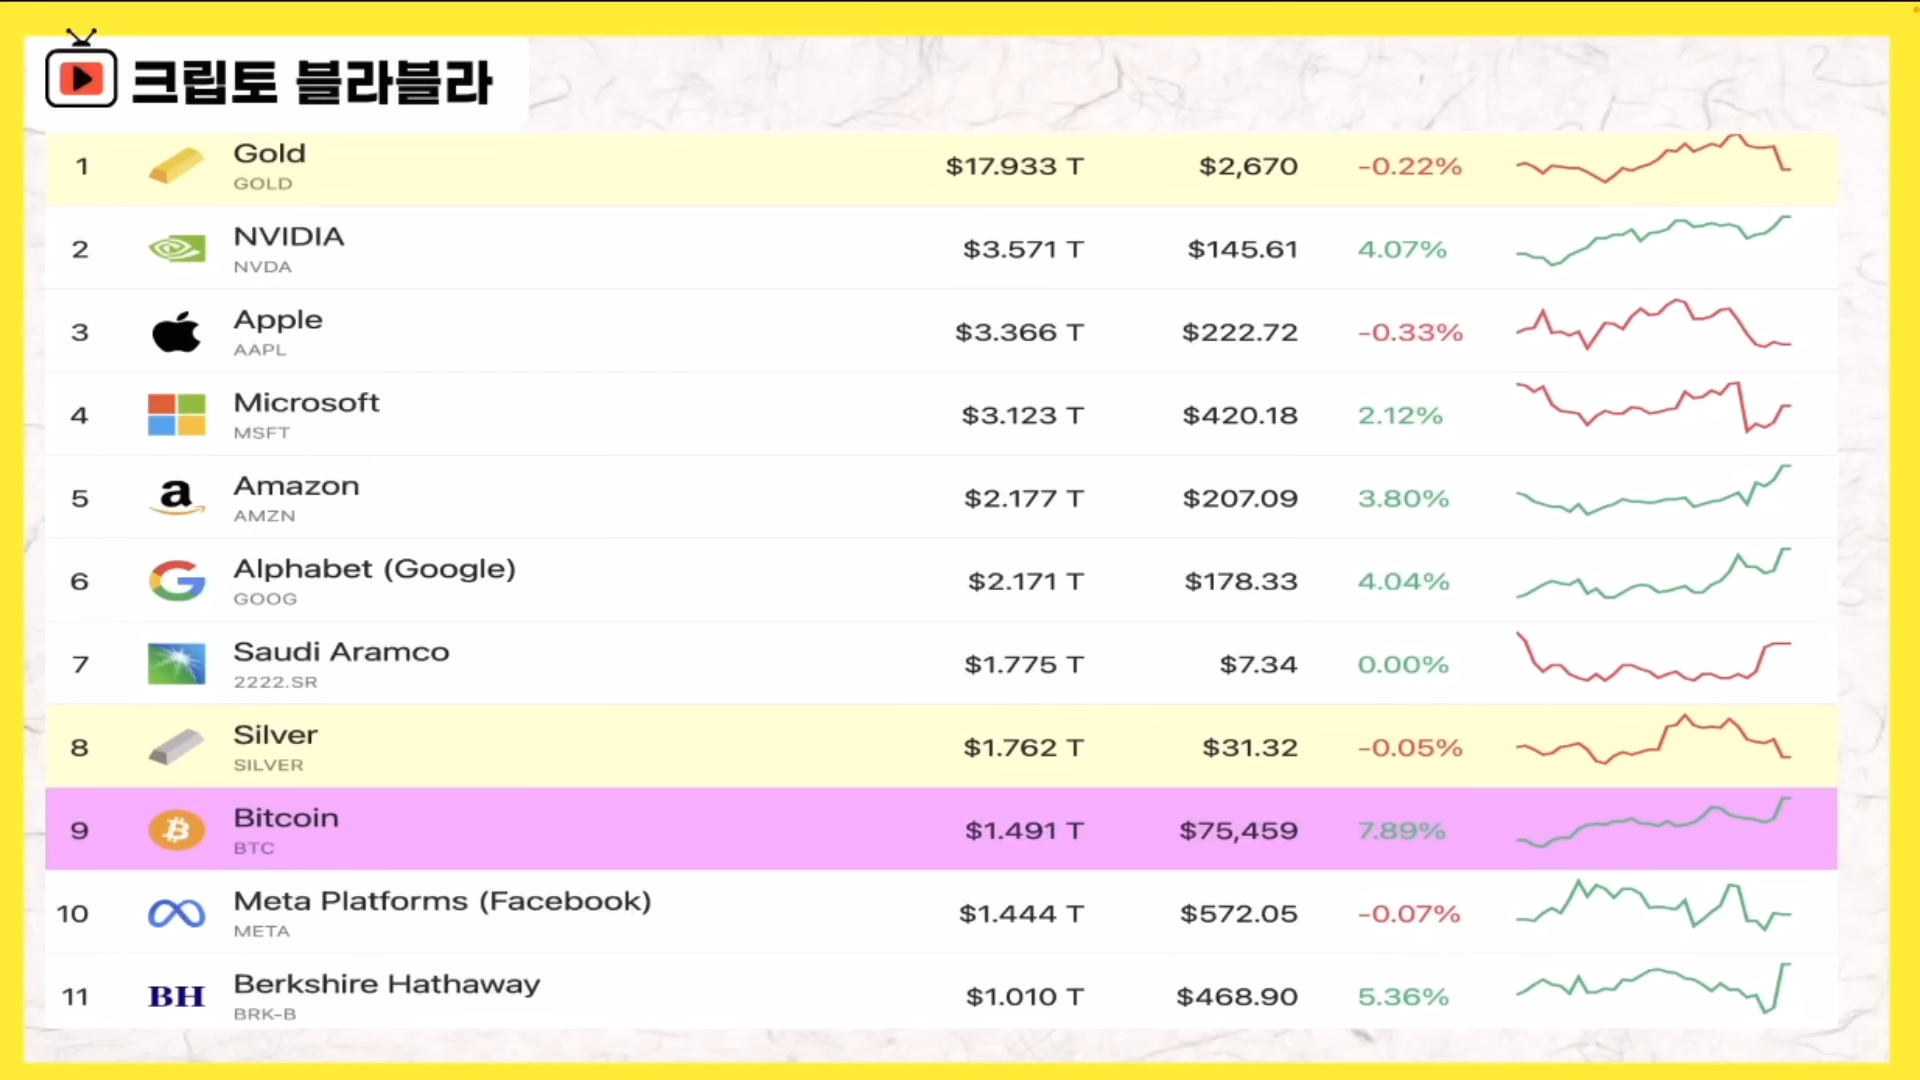 크립토 블라블라
1 Gold $17.933 T $2,670 -0.22%
GOLD
2 NVIDIA $3.571 T $145.61 4.07%
NVDA
3 Apple $3.366 T $222.72 -0.33%
AAPL
4 Microsoft $3.123 T $420.18 2.12%
MSFT
5 Amazon $2.177 T $207.09 3.80%
AMZN
6 Alphabet (Google) $2.171 T $178.33 4.04%
GOOG
7 Saudi Aramco $1.775 T $7.34 0.00%
2222.SR
8 Silver $1.762 T $31.32 -0.05%
SILVER
9 Bitcoin $1.491 T $75,459 7.89%
BTC
10 Meta Platforms (Facebook) $1.444 T $572.05 -0.07%
META
11 BH Berkshire Hathaway $1.010 T $468.90 5.36%
BRK-B